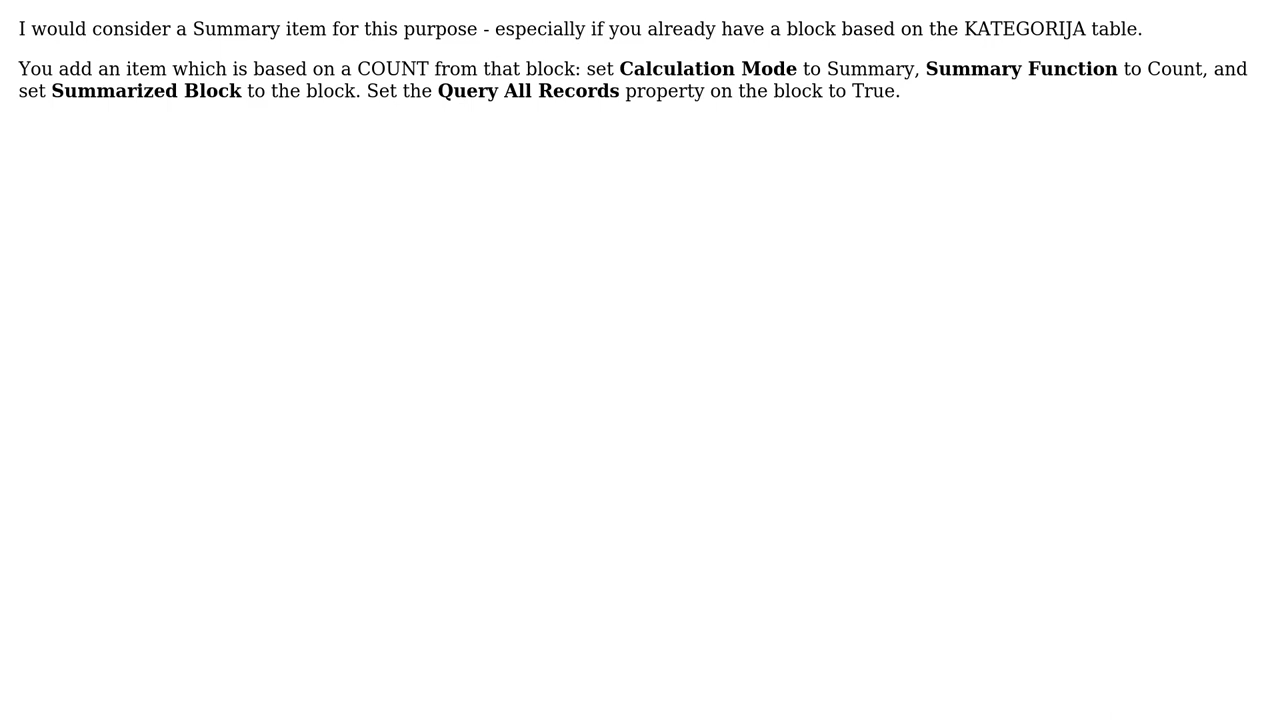 I would consider a Summary item for this purpose - especially if you already have a block based on the KATEGORIJA table.
You add an item which is based on a COUNT from that block: set Calculation Mode to Summary, Summary Function to Count, and
set Summarized Block to the block. Set the Query All Records property on the block to True.